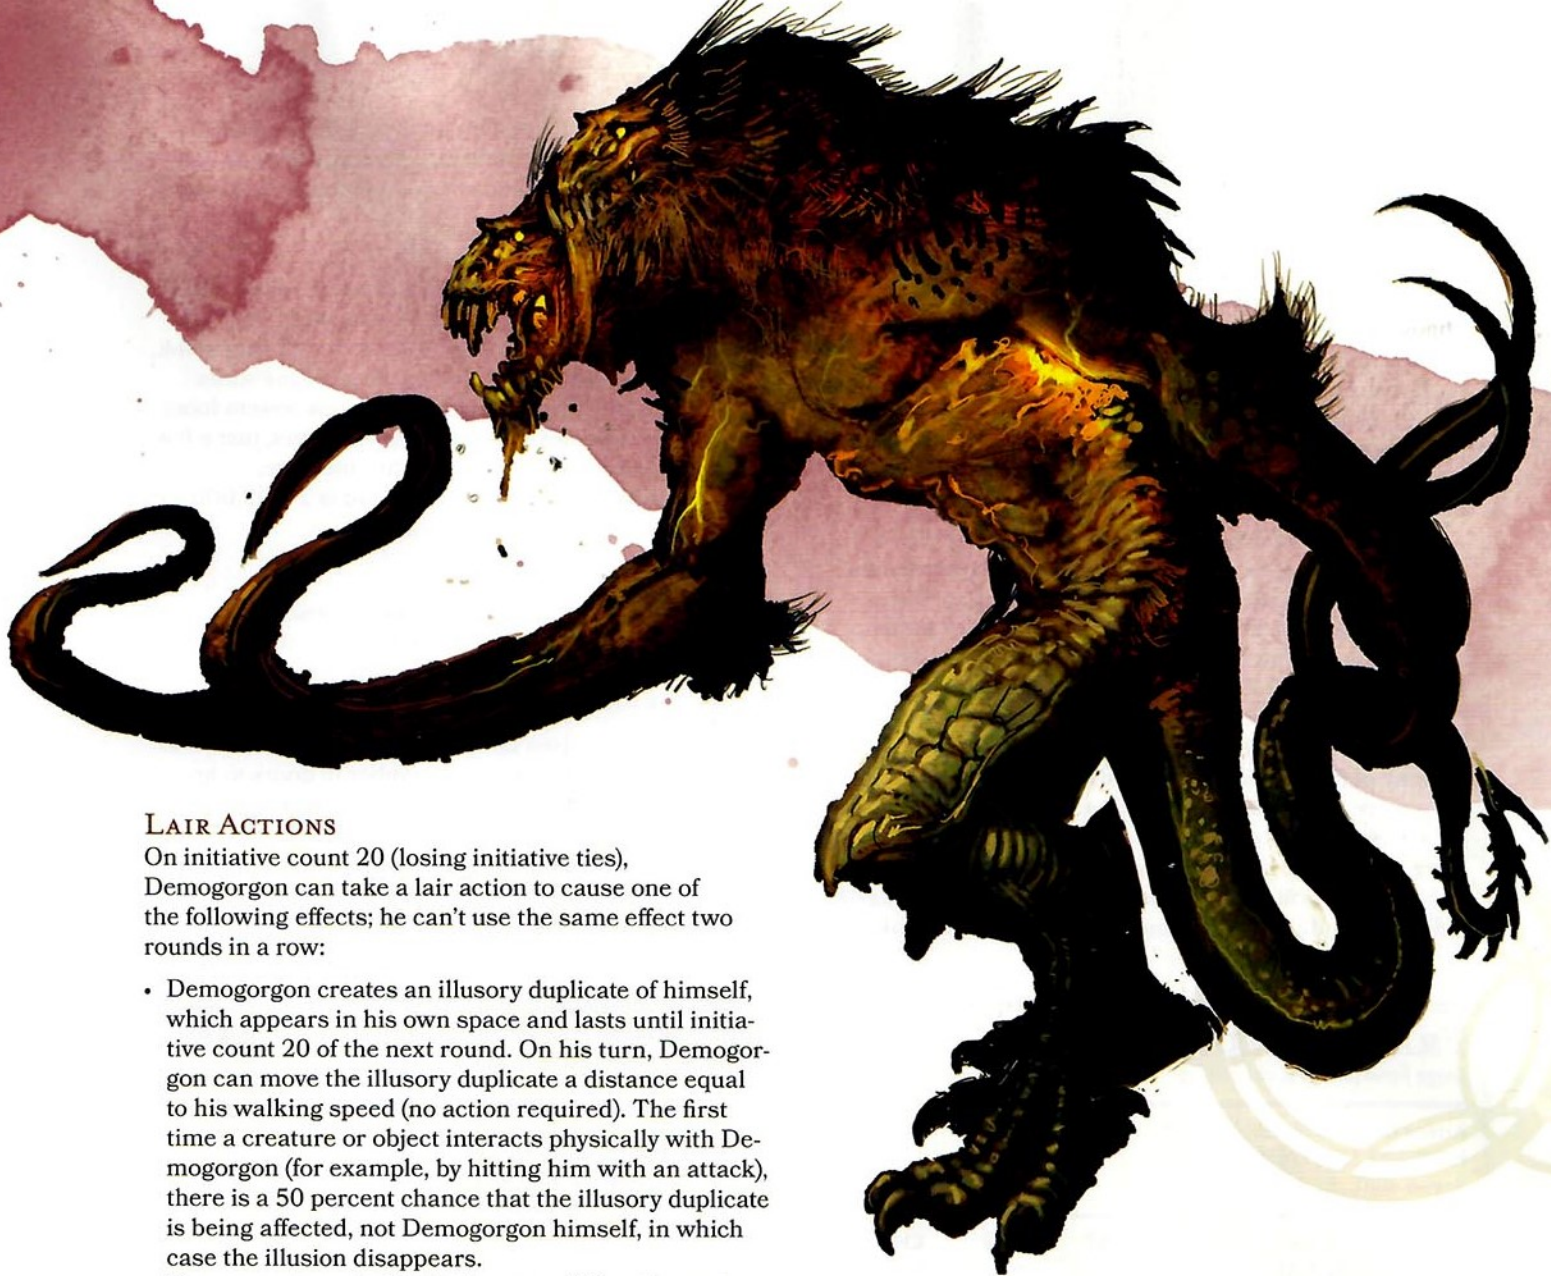 LAIR ACTIONS
On initiative count 20 (losing initiative ties),
Demogorgon can take a lair action to cause one of
the following effects; he can't use the same effect two
rounds in a row:
• Demogorgon creates an illusory duplicate of himself,
which appears in his own space and lasts until initia-
tive count 20 of the next round. On his turn, Demogor-
gon can move the illusory duplicate a distance equal
to his walking speed (no action required). The first
time a creature or object interacts physically with De-
mogorgon (for example, by hitting him with an attack),
there is a 50 percent chance that the illusory duplicate
is being affected, not Demogorgon himself, in which
case the illusion disappears.